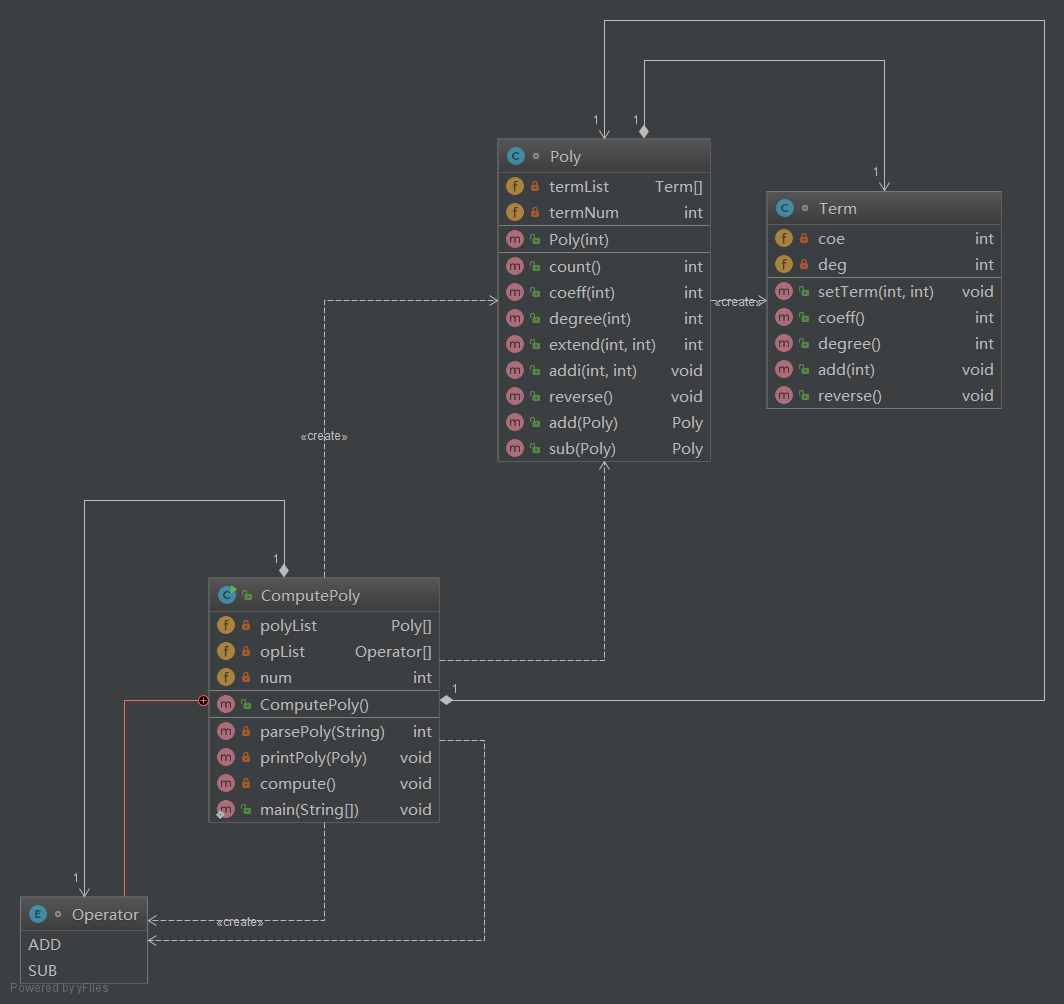 1
1
Poly
termList Term[]
termNum int
Poly(int)
count() int
coeff(int) int
degree(int) int
extend(int, int) int
addi(int, int) void
reverse() void
add(Poly) Poly
sub(Poly) Poly
1
Term
coe int
deg int
setTerm(int, int) void
coeff() int
degree() int
add(int) void
reverse() void
«create»
«create»
1
ComputePoly
polyList Poly[]
opList Operator[]
num int
ComputePoly()
parsePoly(String) int
printPoly(Poly) void
compute() void
main(String[]) void
1
1
Operator
ADD
SUB
«create»
Powered by yFiles